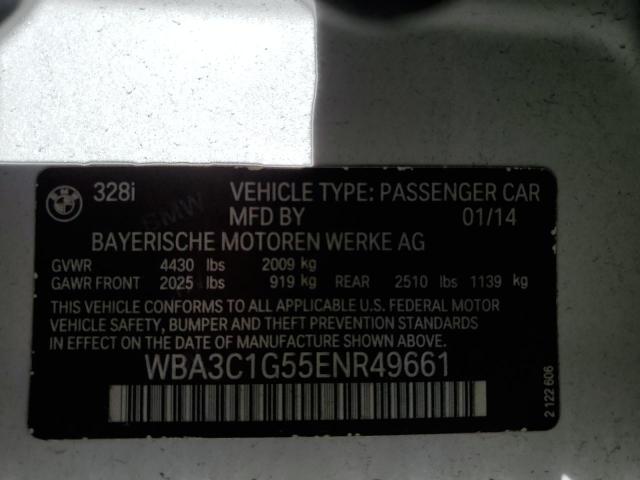 328i VEHICLE TYPE: PASSENGER CAR
MFD BY 01/14
BAYERISCHE MOTOREN WERKE AG
GVWR 4430 lbs 2009 kg
GAWR FRONT 2025 lbs 919 kg REAR 2510 lbs 1139 kg
THIS VEHICLE CONFORMS TO ALL APPLICABLE U.S. FEDERAL MOTOR
VEHICLE SAFETY, BUMPER AND THEFT PREVENTION STANDARDS
IN EFFECT ON THE DATE OF MANUFACTURE SHOWN ABOVE.
WBA3C1G55ENR49661
2 122 606
BMW